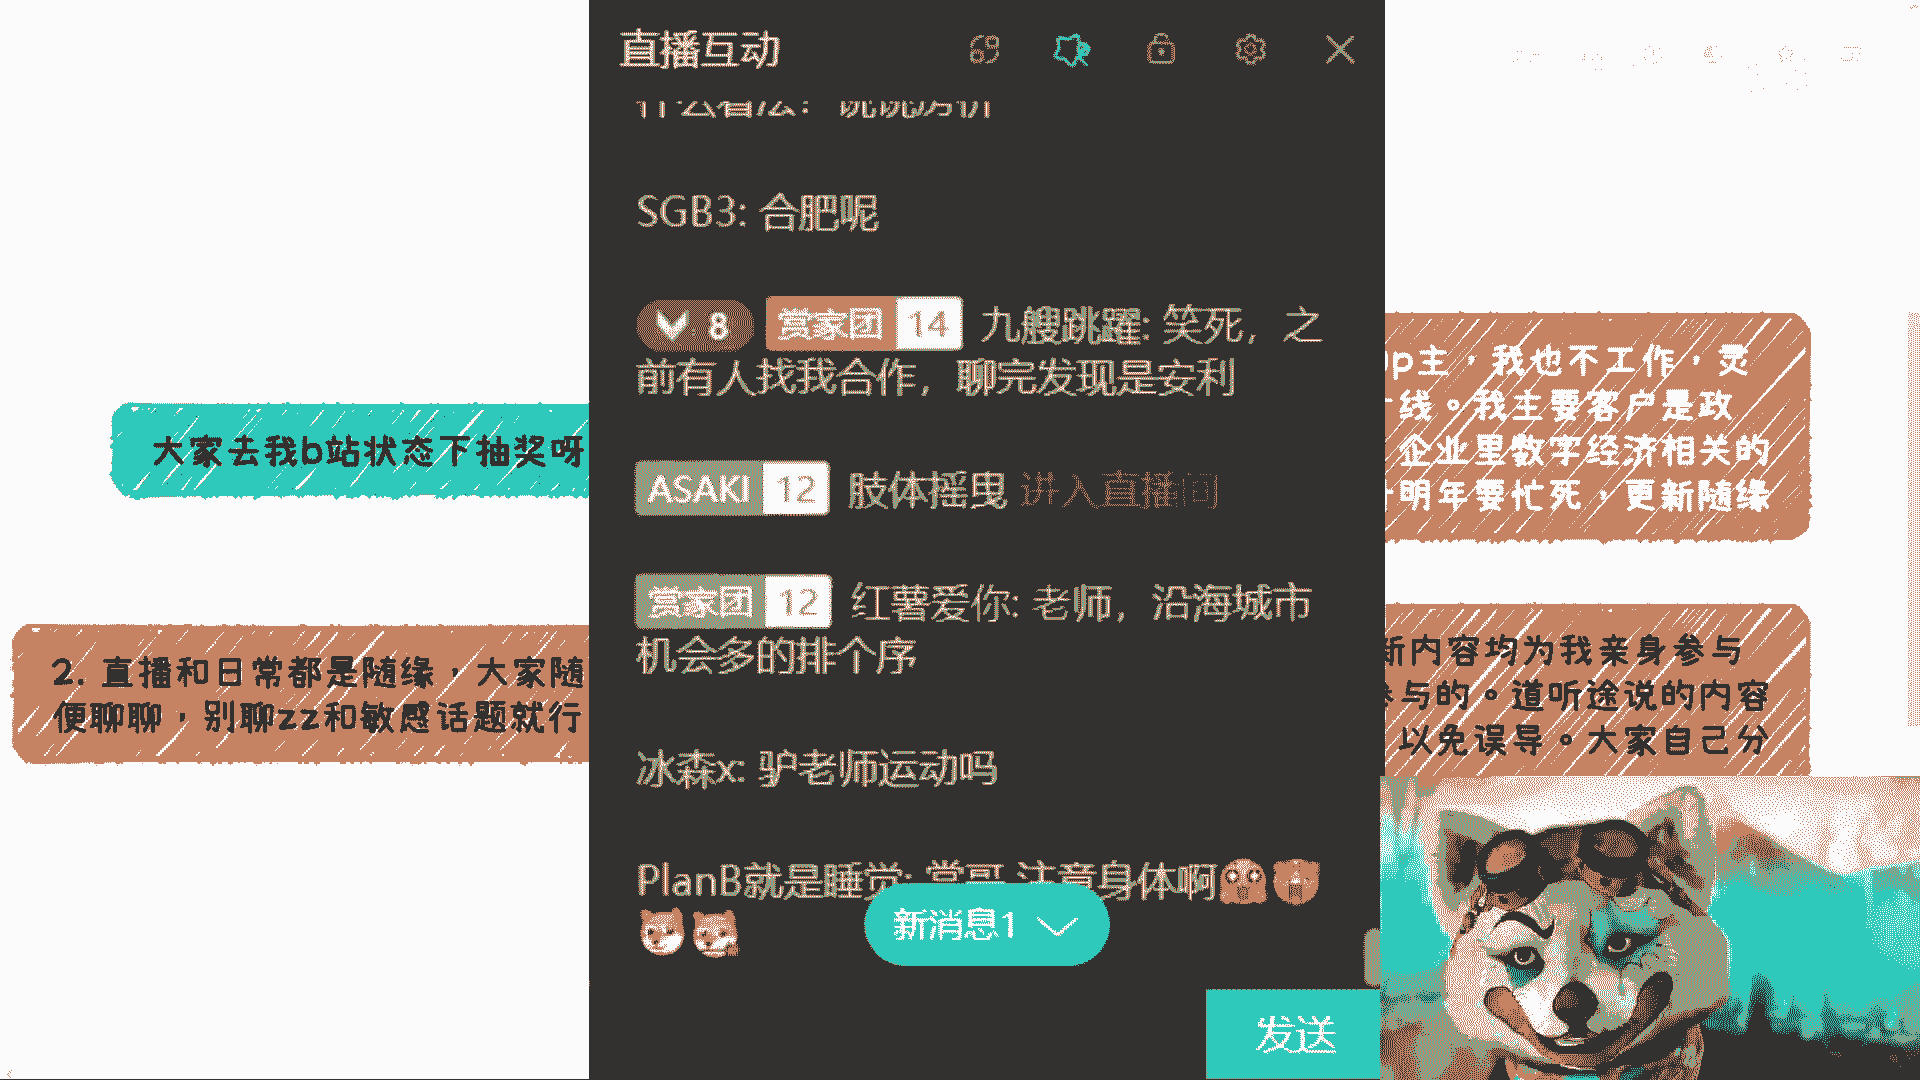 直播互动
SGB3: 合肥呢
8 赏家团 14 九艘跳躍: 笑死，之
前有人找我合作，聊完发现是安利
ASAKI 12 肢体摇曳 进入直播间
赏家团 12 红薯爱你: 老师，沿海城市
机会多的排个序
冰森x: 驴老师运动吗
PlanB就是睡觉: 赏哥 注意身体啊
新消息1
发送
大家去我b站状态下抽奖呀
2. 直播和日常都是随缘，大家随
便聊聊，别聊zz和敏感话题就行
up主，我也不工作，灵
线。我主要客户是政
企业里数字经济相关的
明年要忙死，更新随缘
新内容均为我亲身参与
参与的。道听途说的内容
以免误导。大家自己分